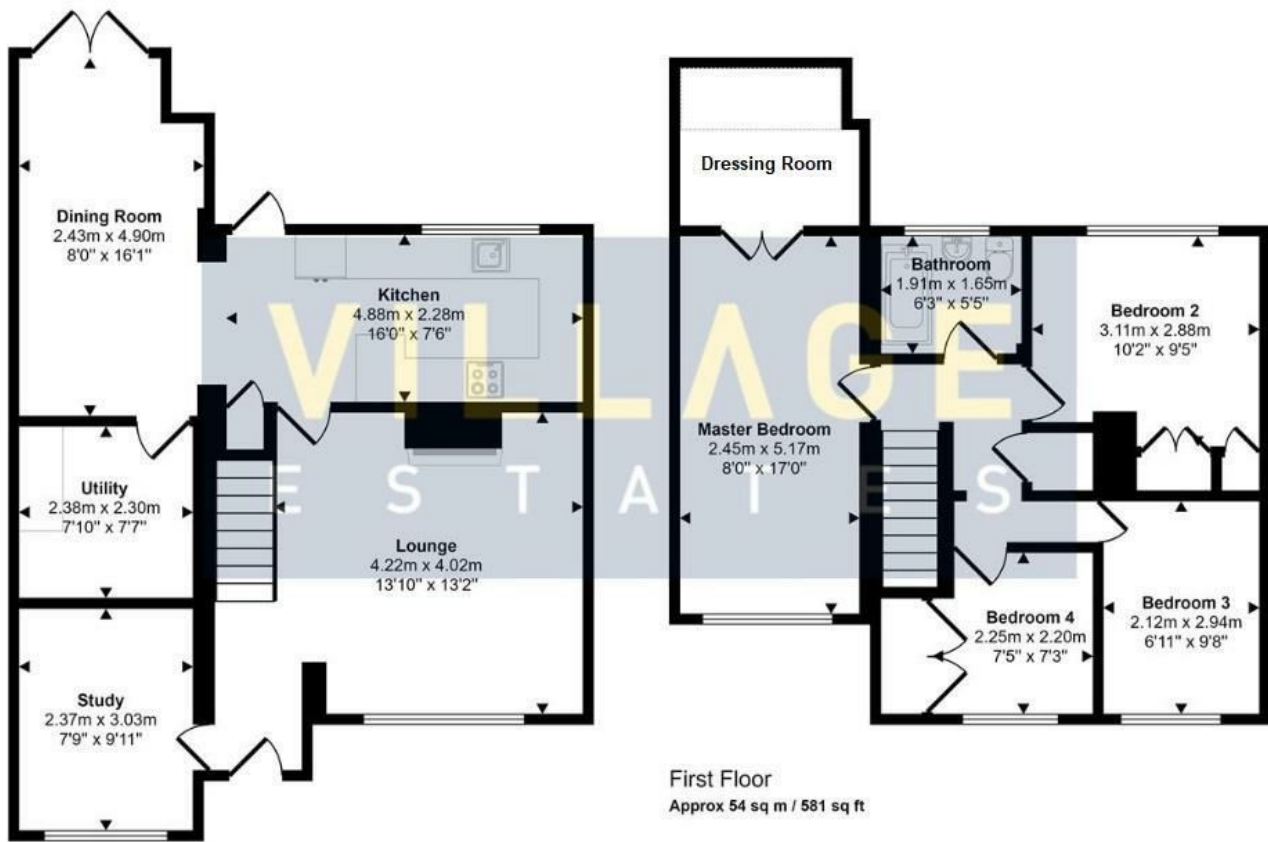 Dining Room
2.43m x 4.90m
8'0" x 16'1"
Kitchen
4.88m x 2.28m
16'0" x 7'6"
Utility
2.38m x 2.30m
7'10" x 7'7"
Lounge
4.22m x 4.02m
13'10" x 13'2"
Study
2.37m x 3.03m
7'9" x 9'11"
Dressing Room
Bathroom
1.91m x 1.65m
6'3" x 5'5"
Bedroom 2
3.11m x 2.88m
10'2" x 9'5"
Master Bedroom
2.45m x 5.17m
8'0" x 17'0"
Bedroom 4
2.25m x 2.20m
7'5" x 7'3"
Bedroom 3
2.12m x 2.94m
6'11" x 9'8"
First Floor
Approx 54 sq m / 581 sq ft
VILLAGE
ESTATES